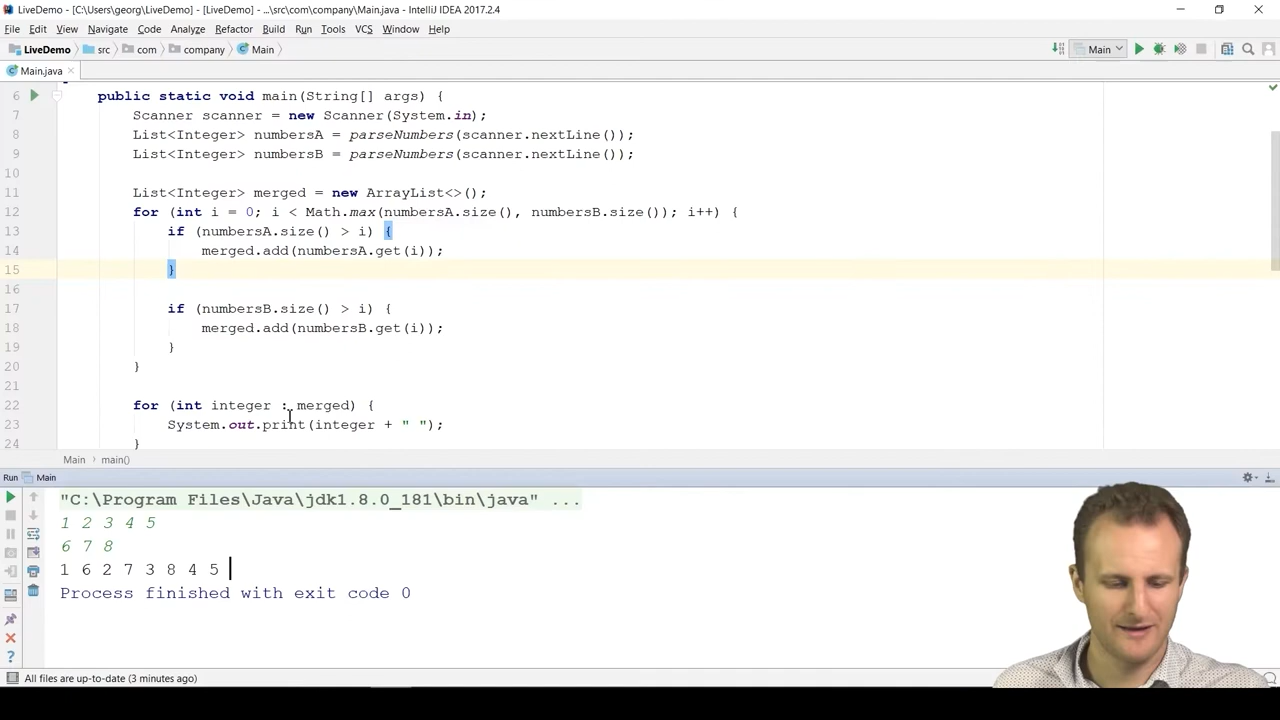 LiveDemo - [C:\Users\georg\LiveDemo] - [LiveDemo] - ...\src\com\company\Main.java - IntelliJ IDEA 2017.2.4
File Edit View Navigate Code Analyze Refactor Build Run Tools VCS Window Help
LiveDemo src com company Main Main
Main.java
6 public static void main(String[] args) {
7 Scanner scanner = new Scanner(System.in);
8 List<Integer> numbersA = parseNumbers(scanner.nextLine());
9 List<Integer> numbersB = parseNumbers(scanner.nextLine());
10
11 List<Integer> merged = new ArrayList<>();
12 for (int i = 0; i < Math.max(numbersA.size(), numbersB.size()); i++) {
13 if (numbersA.size() > i) {
14 merged.add(numbersA.get(i));
15 }
16
17 if (numbersB.size() > i) {
18 merged.add(numbersB.get(i));
19 }
20 }
21
22 for (int integer : merged) {
23 System.out.print(integer + " ");
24 }
Main main()
Run Main
"C:\Program Files\Java\jdk1.8.0_181\bin\java" ...
1 2 3 4 5
6 7 8
1 6 2 7 3 8 4 5
Process finished with exit code 0
All files are up-to-date (3 minutes ago)